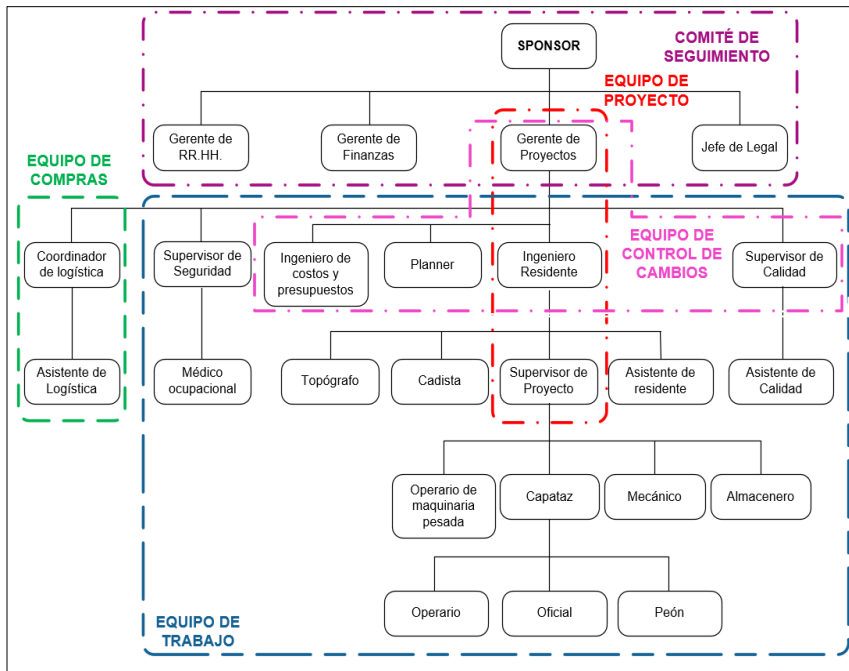 COMITÉ DE
SEGUIMIENTO
SPONSOR
EQUIPO DE
PROYECTO
Gerente de
RR.HH.
Gerente de
Finanzas
Gerente de
Proyectos
Jefe de Legal
EQUIPO DE
COMPRAS
EQUIPO DE
CONTROL DE
CAMBIOS
Coordinador
de logística
Supervisor de
Seguridad
Ingeniero de
costos y
presupuestos
Planner
Ingeniero
Residente
Supervisor de
Calidad
Asistente de
Logística
Médico
ocupacional
Topógrafo
Cadista
Supervisor de
Proyecto
Asistente de
residente
Asistente de
Calidad
Operario de
maquinaria
pesada
Capataz
Mecánico
Almacenero
Operario
Oficial
Peón
EQUIPO DE
TRABAJO